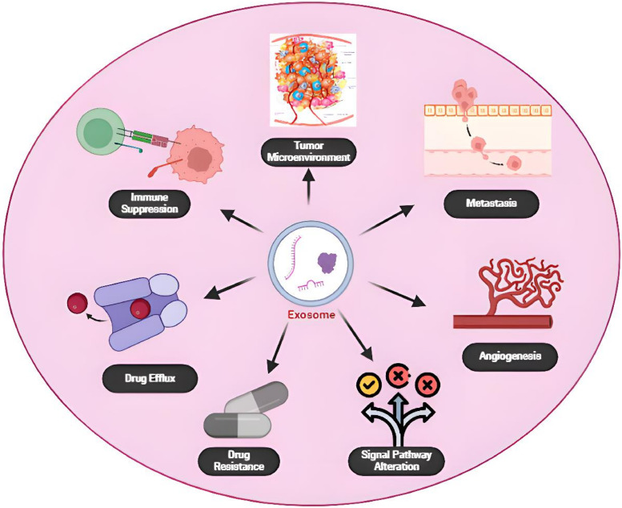 Tumor
Microenvironment
Immune
Suppression
Metastasis
Exosome
Drug Efflux
Angiogenesis
Drug
Resistance
Signal Pathway
Alteration